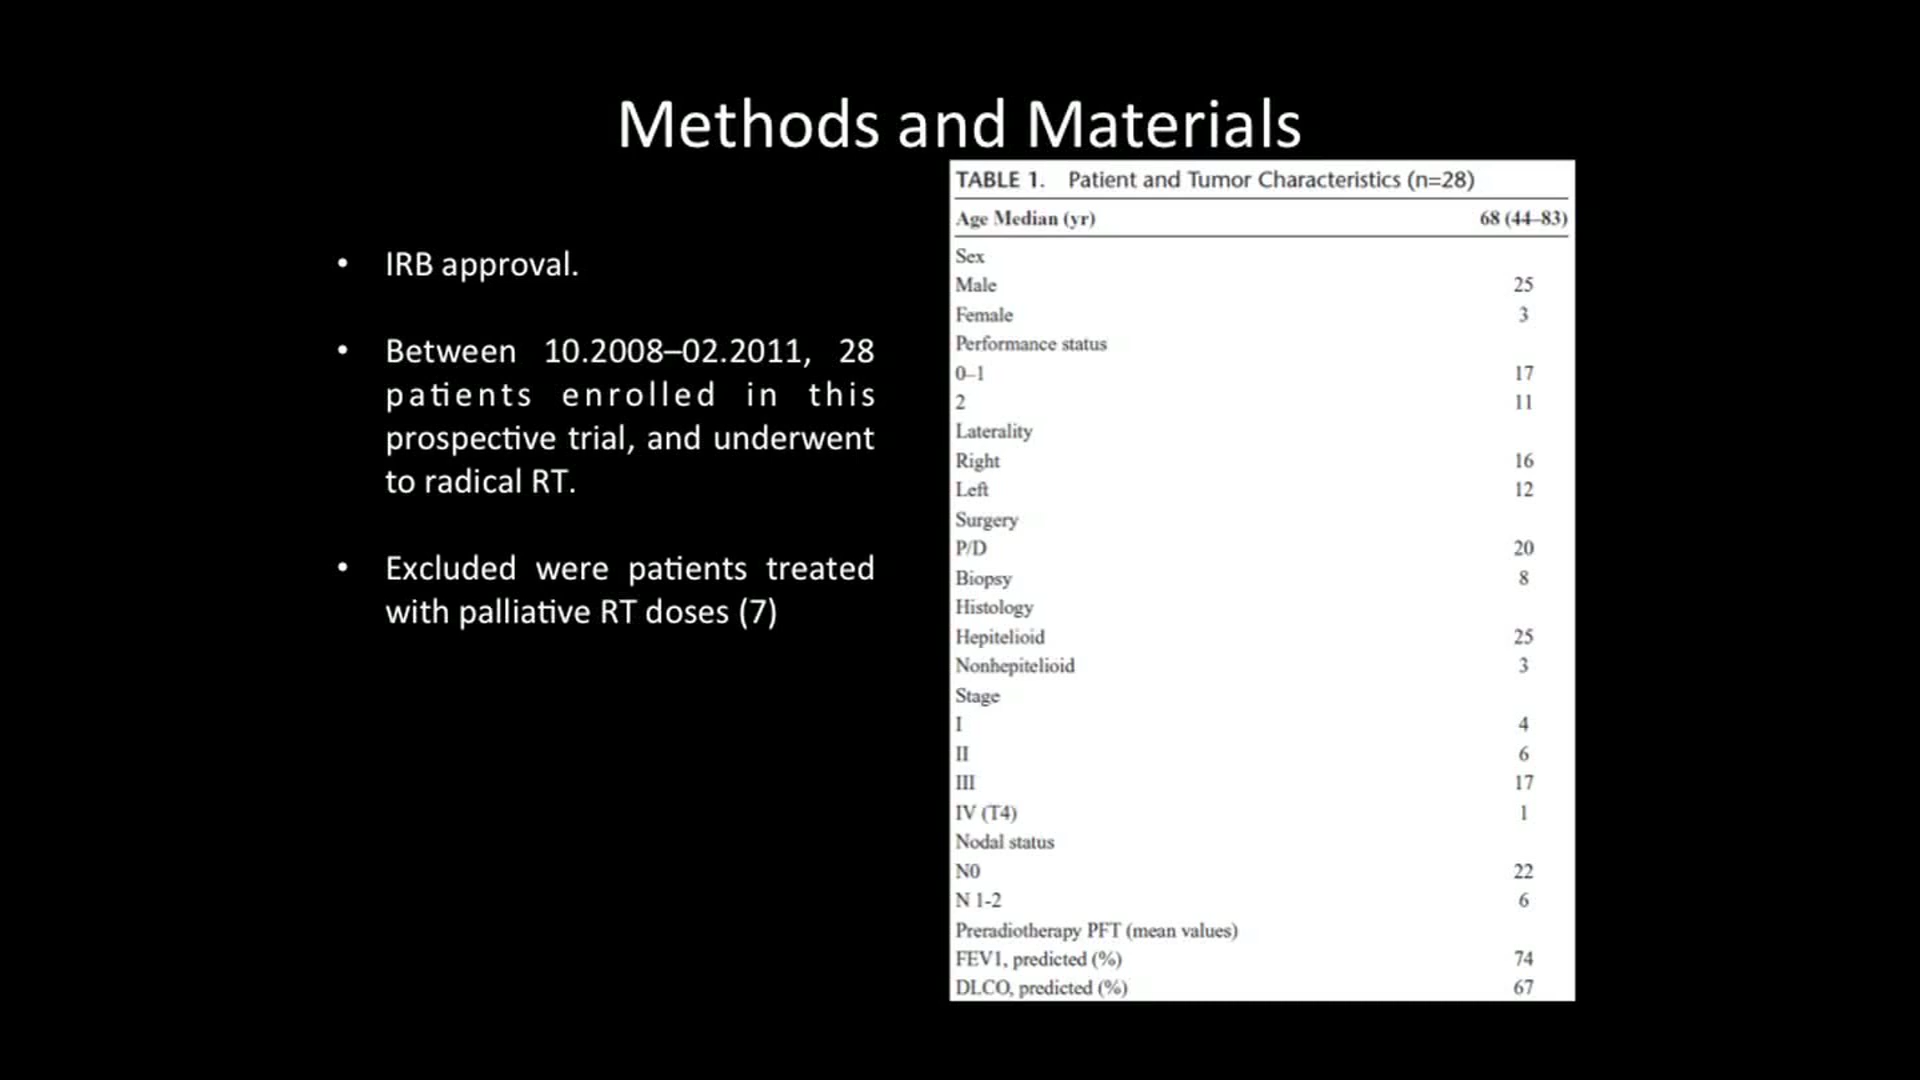 Methods and Materials
• IRB approval.
• Between 10.2008–02.2011, 28
patients enrolled in this
prospective trial, and underwent
to radical RT.
• Excluded were patients treated
with palliative RT doses (7)
TABLE 1. Patient and Tumor Characteristics (n=28)
Age Median (yr) 68 (44–83)
Sex
Male 25
Female 3
Performance status
0–1 17
2 11
Laterality
Right 16
Left 12
Surgery
P/D 20
Biopsy 8
Histology
Hepitelioid 25
Nonhepitelioid 3
Stage
I 4
II 6
III 17
IV (T4) 1
Nodal status
N0 22
N 1-2 6
Preradiotherapy PFT (mean values)
FEV1, predicted (%) 74
DLCO, predicted (%) 67